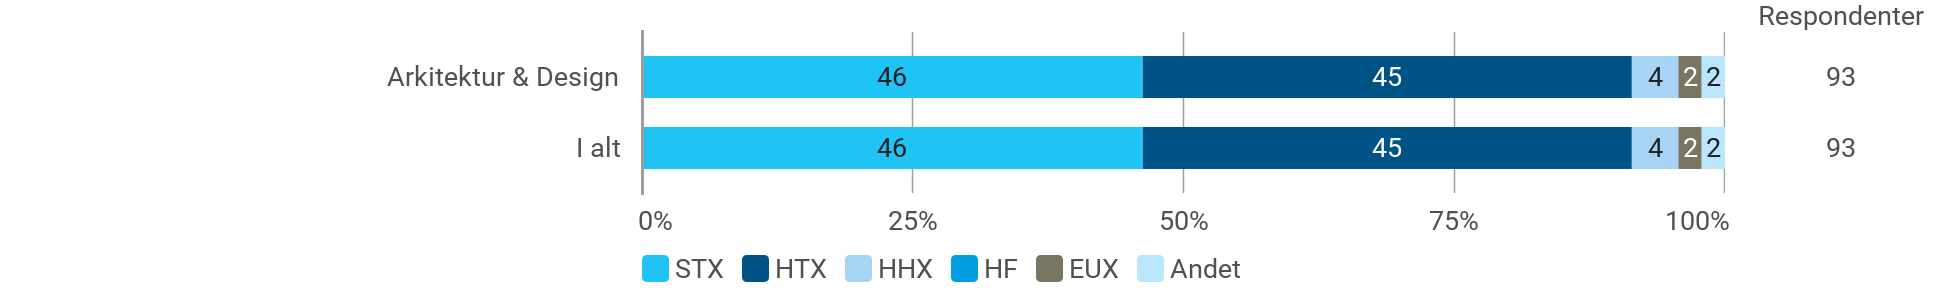 Respondenter
Arkitektur & Design 46 45 4 2 2 93
I alt 46 45 4 2 2 93
0% 25% 50% 75% 100%
STX HTX HHX HF EUX Andet